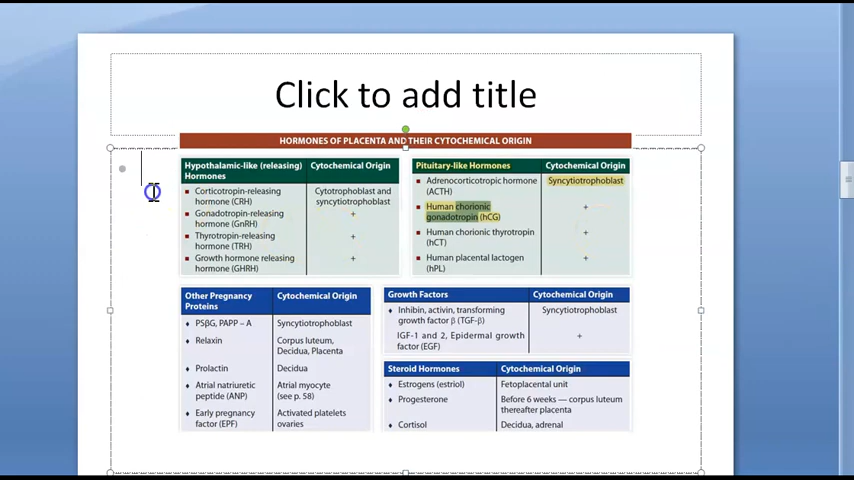 Click to add title
HORMONES OF PLACENTA AND THEIR CYTOCHEMICAL ORIGIN
Hypothalamic-like (releasing) Hormones
Cytochemical Origin
Corticotropin-releasing hormone (CRH)
Cytotrophoblast and syncytiotrophoblast
Gonadotropin-releasing hormone (GnRH)
+
Thyrotropin-releasing hormone (TRH)
+
Growth hormone releasing hormone (GHRH)
+
Pituitary-like Hormones
Cytochemical Origin
Adrenocorticotropic hormone (ACTH)
Syncytiotrophoblast
Human chorionic gonadotropin (hCG)
+
Human chorionic thyrotropin (hCT)
+
Human placental lactogen (hPL)
+
Other Pregnancy Proteins
Cytochemical Origin
PSβG, PAPP – A
Syncytiotrophoblast
Relaxin
Corpus luteum, Decidua, Placenta
Prolactin
Decidua
Atrial natriuretic peptide (ANP)
Atrial myocyte (see p. 58)
Early pregnancy factor (EPF)
Activated platelets ovaries
Growth Factors
Cytochemical Origin
Inhibin, activin, transforming growth factor β (TGF-β)
Syncytiotrophoblast
IGF-1 and 2, Epidermal growth factor (EGF)
+
Steroid Hormones
Cytochemical Origin
Estrogens (estriol)
Fetoplacental unit
Progesterone
Before 6 weeks — corpus luteum thereafter placenta
Cortisol
Decidua, adrenal